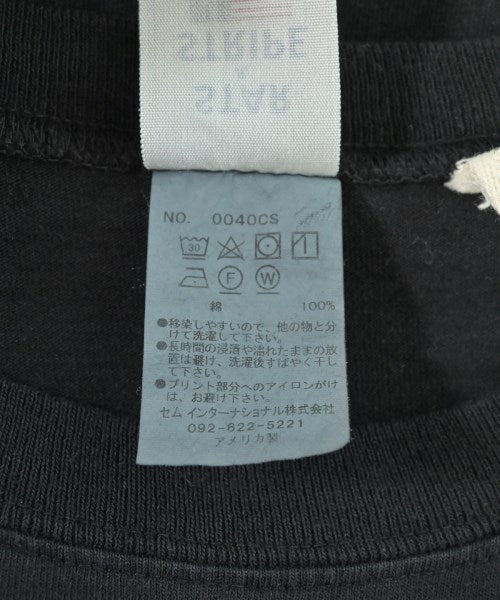 STAR
&
STRIPE
NO. 0040CS
30
F W
綿 100%
●移染しやすいので、他の物と分
けて洗濯して下さい。
●長時間の浸漬や濡れたままの放
置は避け、洗濯後すばやく干し
て下さい。
●プリント部分へのアイロンがけ
は、お避け下さい。
セム インターナショナル株式会社
092-622-5221
アメリカ製